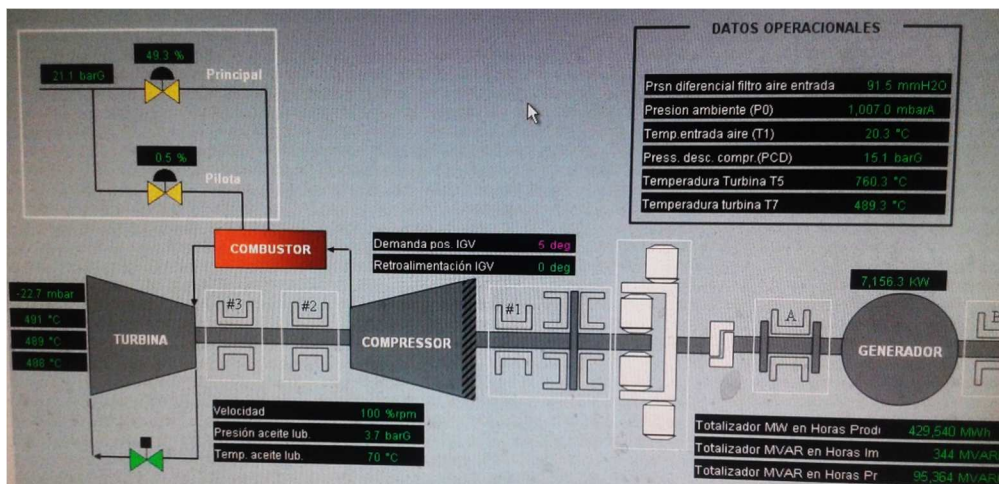 DATOS OPERACIONALES
49.3 %
21.1 barG
Principal
Prsn diferencial filtro aire entrada 91.5 mmH2O
Presion ambiente (P0) 1,007.0 mbarA
Temp.entrada aire (T1) 20.3 °C
0.5 %
Press. desc. compr.(PCD) 15.1 barG
Pilota
Temperadura Turbina T5 760.3 °C
Temperatura turbina T7 489.3 °C
COMBUSTOR
Demanda pos. IGV 5 deg
Retroalimentación IGV 0 deg
7,156.3 KW
-22.7 mbar
491 °C
489 °C
488 °C
TURBINA
#3
#2
COMPRESSOR
#1
A
GENERADOR
Velocidad 100 %rpm
Presión aceite lub. 3.7 barG
Temp. aceite lub. 70 °C
Totalizador MW en Horas Produ 429,540 MWh
Totalizador MVAR en Horas Im 344 MVAR
Totalizador MVAR en Horas Pr 95,364 MVAR